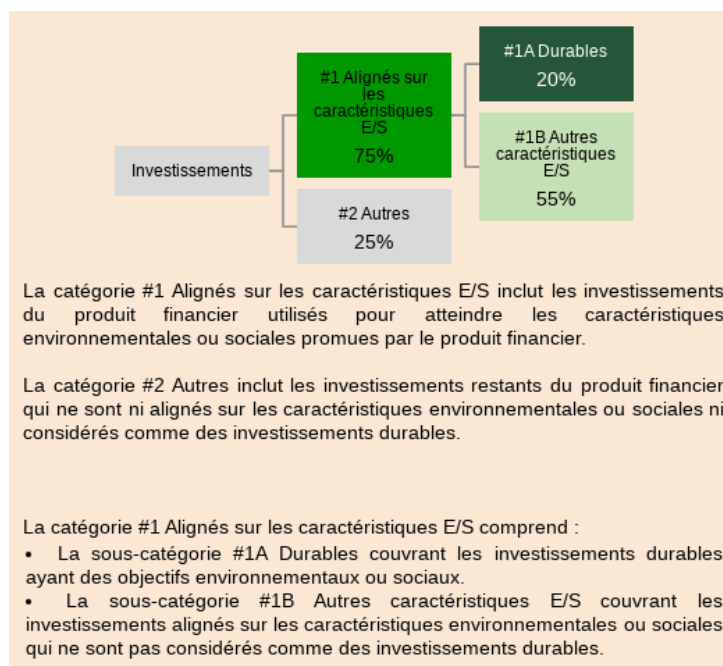 #1A Durables
20%
#1 Alignés sur
les
caractéristiques
E/S
75%
#1B Autres
caractéristiques
E/S
55%
Investissements
#2 Autres
25%
La catégorie #1 Alignés sur les caractéristiques E/S inclut les investissements
du produit financier utilisés pour atteindre les caractéristiques
environnementales ou sociales promues par le produit financier.
La catégorie #2 Autres inclut les investissements restants du produit financier
qui ne sont ni alignés sur les caractéristiques environnementales ou sociales ni
considérés comme des investissements durables.
La catégorie #1 Alignés sur les caractéristiques E/S comprend :
• La sous-catégorie #1A Durables couvrant les investissements durables
ayant des objectifs environnementaux ou sociaux.
• La sous-catégorie #1B Autres caractéristiques E/S couvrant les
investissements alignés sur les caractéristiques environnementales ou sociales
qui ne sont pas considérés comme des investissements durables.